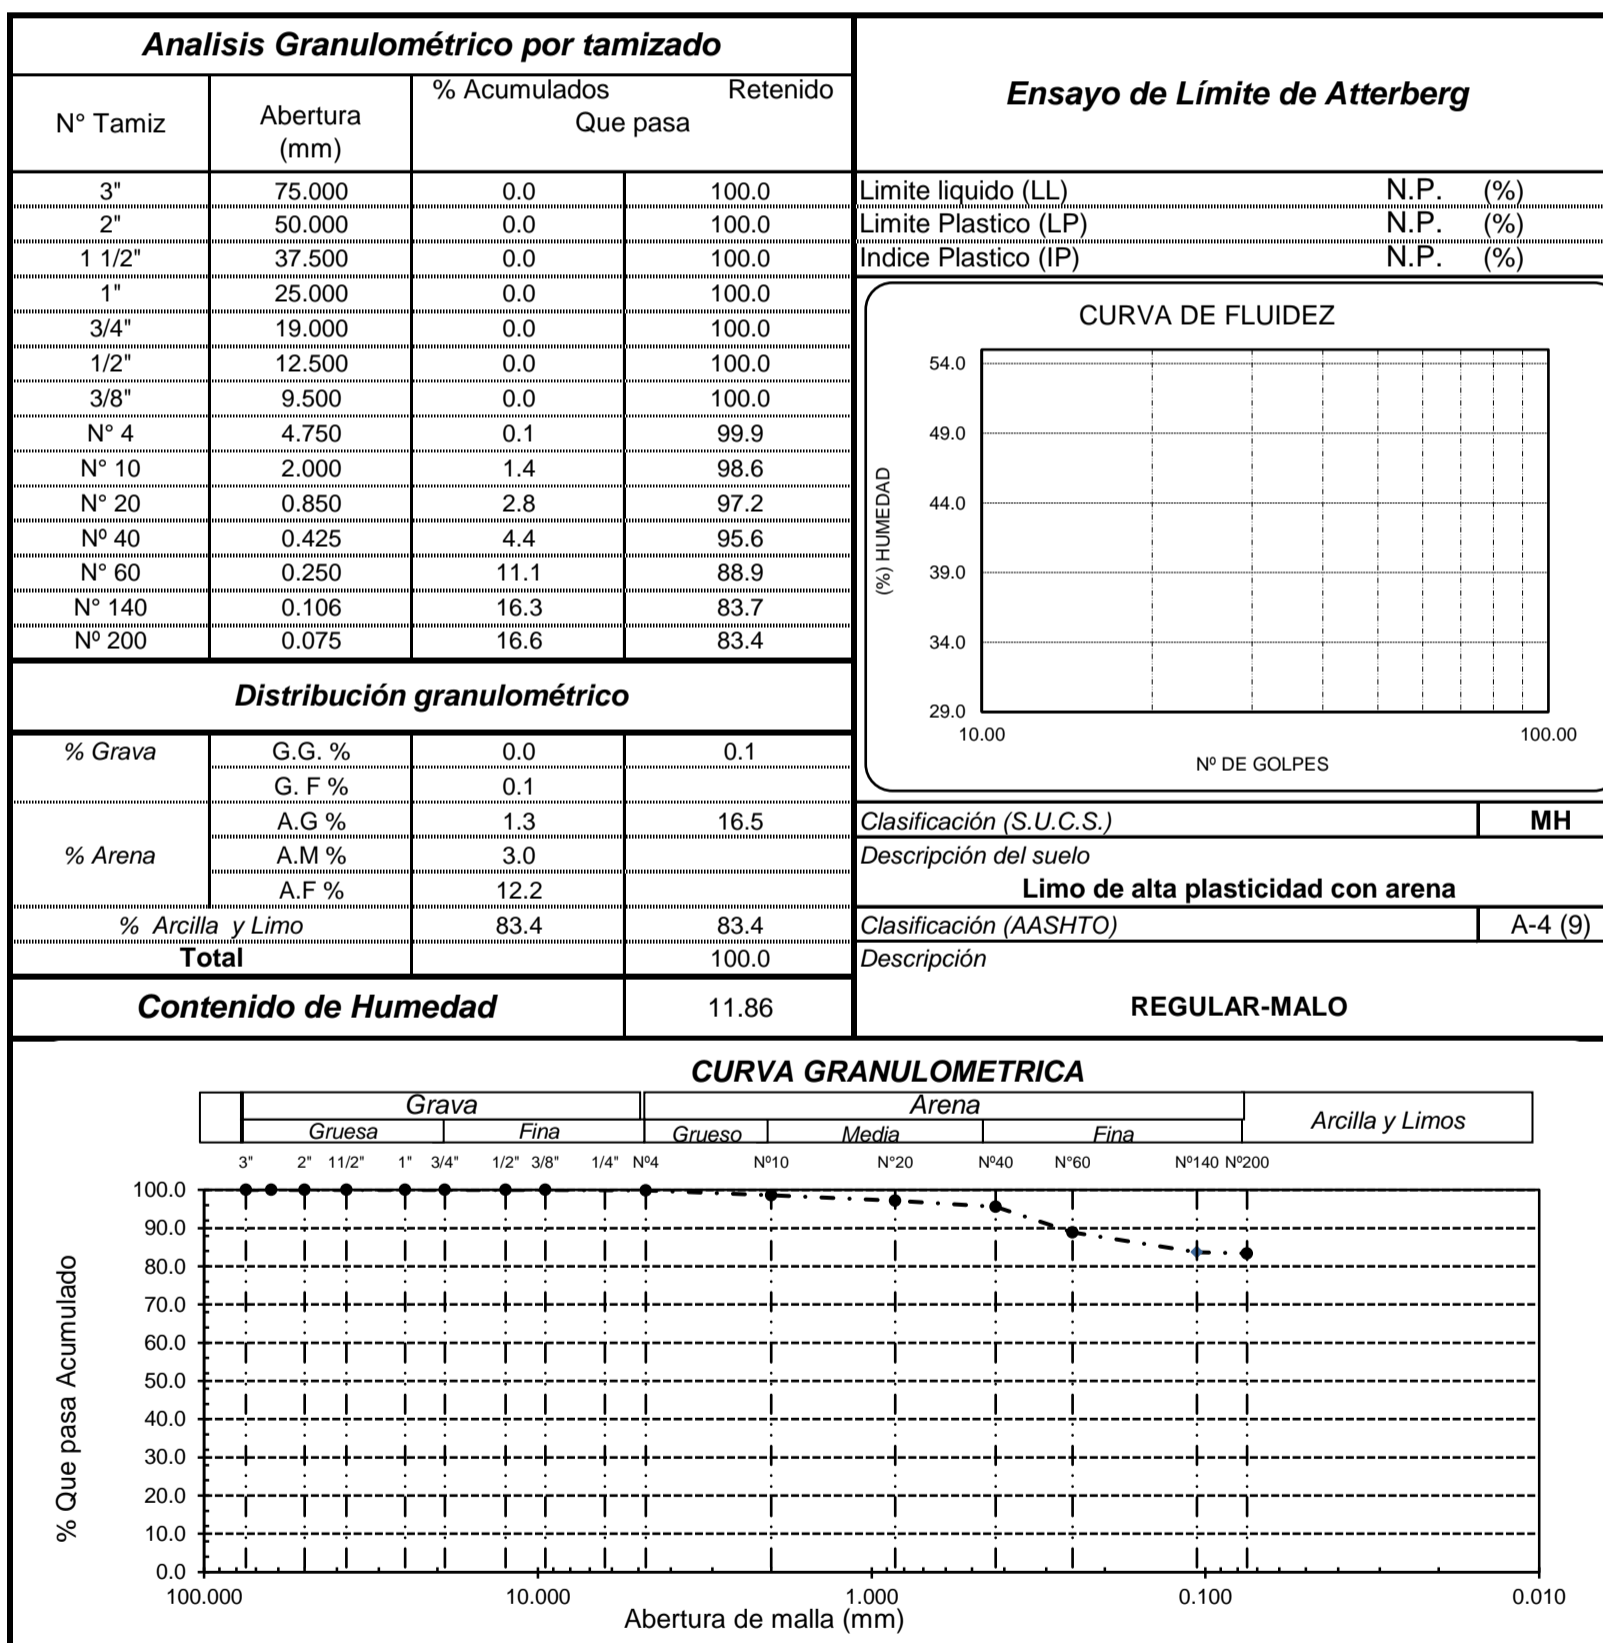 Analisis Granulométrico por tamizado
N° Tamiz Abertura (mm) % Acumulados Retenido
Que pasa
3" 75.000 0.0 100.0
2" 50.000 0.0 100.0
1 1/2" 37.500 0.0 100.0
1" 25.000 0.0 100.0
3/4" 19.000 0.0 100.0
1/2" 12.500 0.0 100.0
3/8" 9.500 0.0 100.0
N° 4 4.750 0.1 99.9
N° 10 2.000 1.4 98.6
N° 20 0.850 2.8 97.2
Nº 40 0.425 4.4 95.6
N° 60 0.250 11.1 88.9
N° 140 0.106 16.3 83.7
Nº 200 0.075 16.6 83.4
Distribución granulométrico
% Grava G.G. % 0.0 0.1
G. F % 0.1
A.G % 1.3 16.5
% Arena A.M % 3.0
A.F % 12.2
% Arcilla y Limo 83.4 83.4
Total 100.0
Contenido de Humedad 11.86
Ensayo de Límite de Atterberg
Limite liquido (LL) N.P. (%)
Limite Plastico (LP) N.P. (%)
Indice Plastico (IP) N.P. (%)
CURVA DE FLUIDEZ
54.0
49.0
44.0
39.0
34.0
29.0
(%) HUMEDAD
10.00 100.00
Nº DE GOLPES
Clasificación (S.U.C.S.) MH
Descripción del suelo
Limo de alta plasticidad con arena
Clasificación (AASHTO) A-4 (9)
Descripción
REGULAR-MALO
CURVA GRANULOMETRICA
Grava Arena Arcilla y Limos
Gruesa Fina Grueso Media Fina
3" 2" 11/2" 1" 3/4" 1/2" 3/8" 1/4" Nº4 Nº10 N°20 Nº40 N°60 N°140 Nº200
100.0
90.0
80.0
70.0
60.0
50.0
40.0
30.0
20.0
10.0
0.0
% Que pasa Acumulado
100.000 10.000 1.000 0.100 0.010
Abertura de malla (mm)